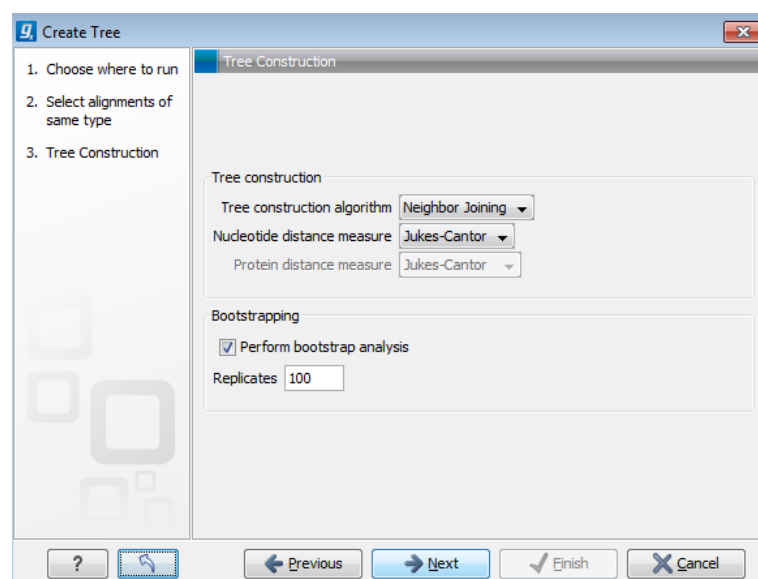 Create Tree
1. Choose where to run
2. Select alignments of
same type
3. Tree Construction
Tree Construction
Tree construction
Tree construction algorithm Neighbor Joining
Nucleotide distance measure Jukes-Cantor
Protein distance measure Jukes-Cantor
Bootstrapping
Perform bootstrap analysis
Replicates 100
? Previous Next Finish Cancel